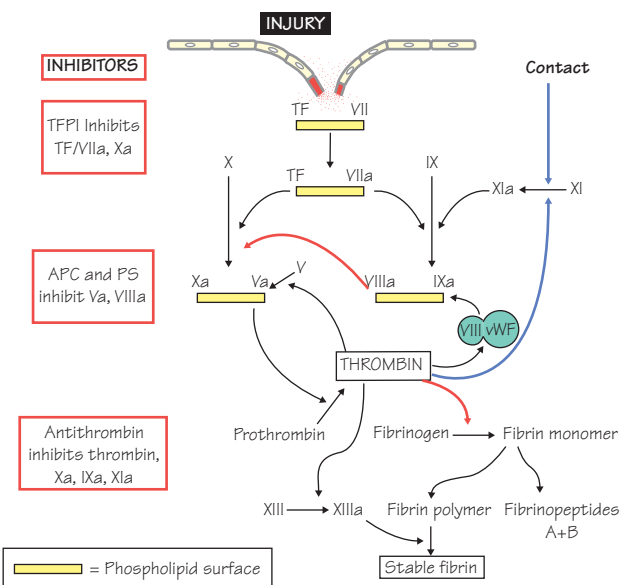 INJURY
INHIBITORS
Contact
TFPI Inhibits
TF/VIIa, Xa
TF VII
X
IX
TF VIIa
XIa XI
APC and PS
inhibit Va, VIIIa
Xa Va V
VIIIa IXa
VIII vWF
THROMBIN
Antithrombin
inhibits thrombin,
Xa, IXa, XIa
Prothrombin
Fibrinogen
Fibrin monomer
XIII XIIIa
Fibrin polymer
Fibrinopeptides
A+B
Stable fibrin
= Phospholipid surface